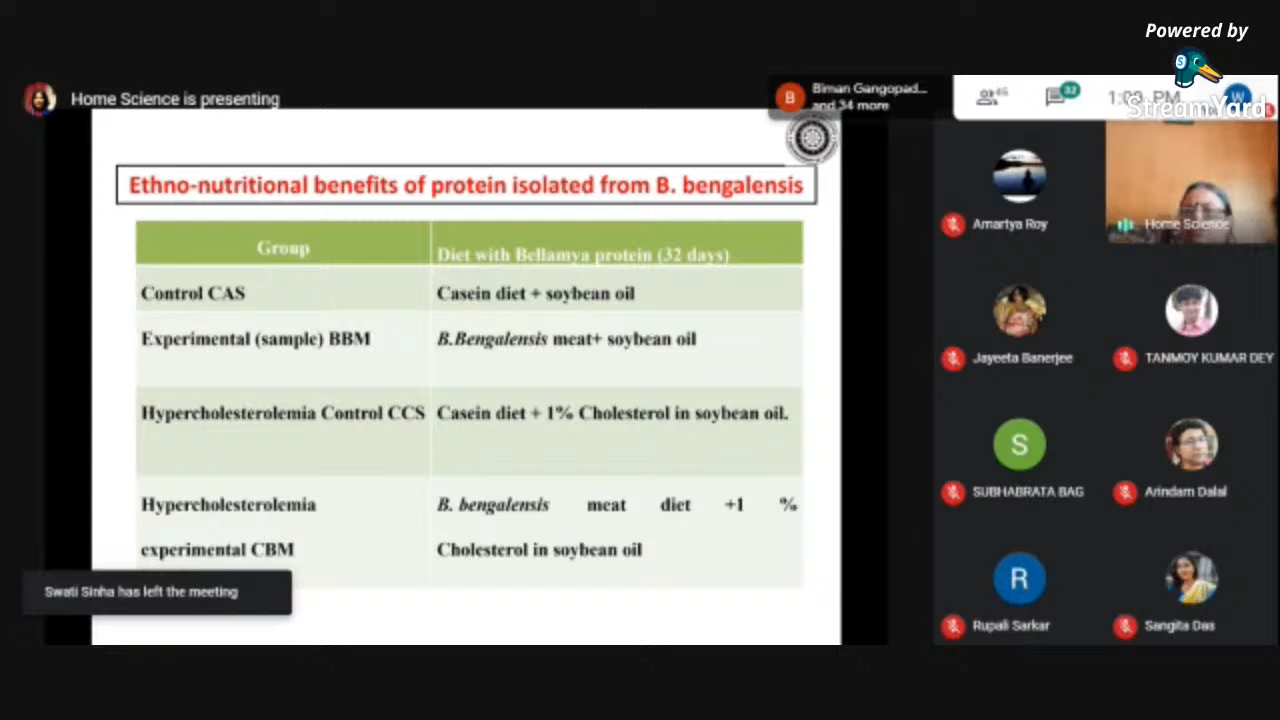 Powered by
StreamYard
Home Science is presenting
B
Biman Gangopad...
and 34 more
46
32
PM
W
Ethno-nutritional benefits of protein isolated from B. bengalensis
Group
Diet with Bellamya protein (32 days)
Control CAS
Casein diet + soybean oil
Experimental (sample) BBM
B.Bengalensis meat+ soybean oil
Hypercholesterolemia Control CCS
Casein diet + 1% Cholesterol in soybean oil.
Hypercholesterolemia
experimental CBM
B. bengalensis meat diet +1 %
Cholesterol in soybean oil
Swati Sinha has left the meeting
Amartya Roy
Home Science
Jayeeta Banerjee
TANMOY KUMAR DEY
S
SUBHABRATA BAG
Arindam Dalal
R
Rupali Sarkar
Sangita Das